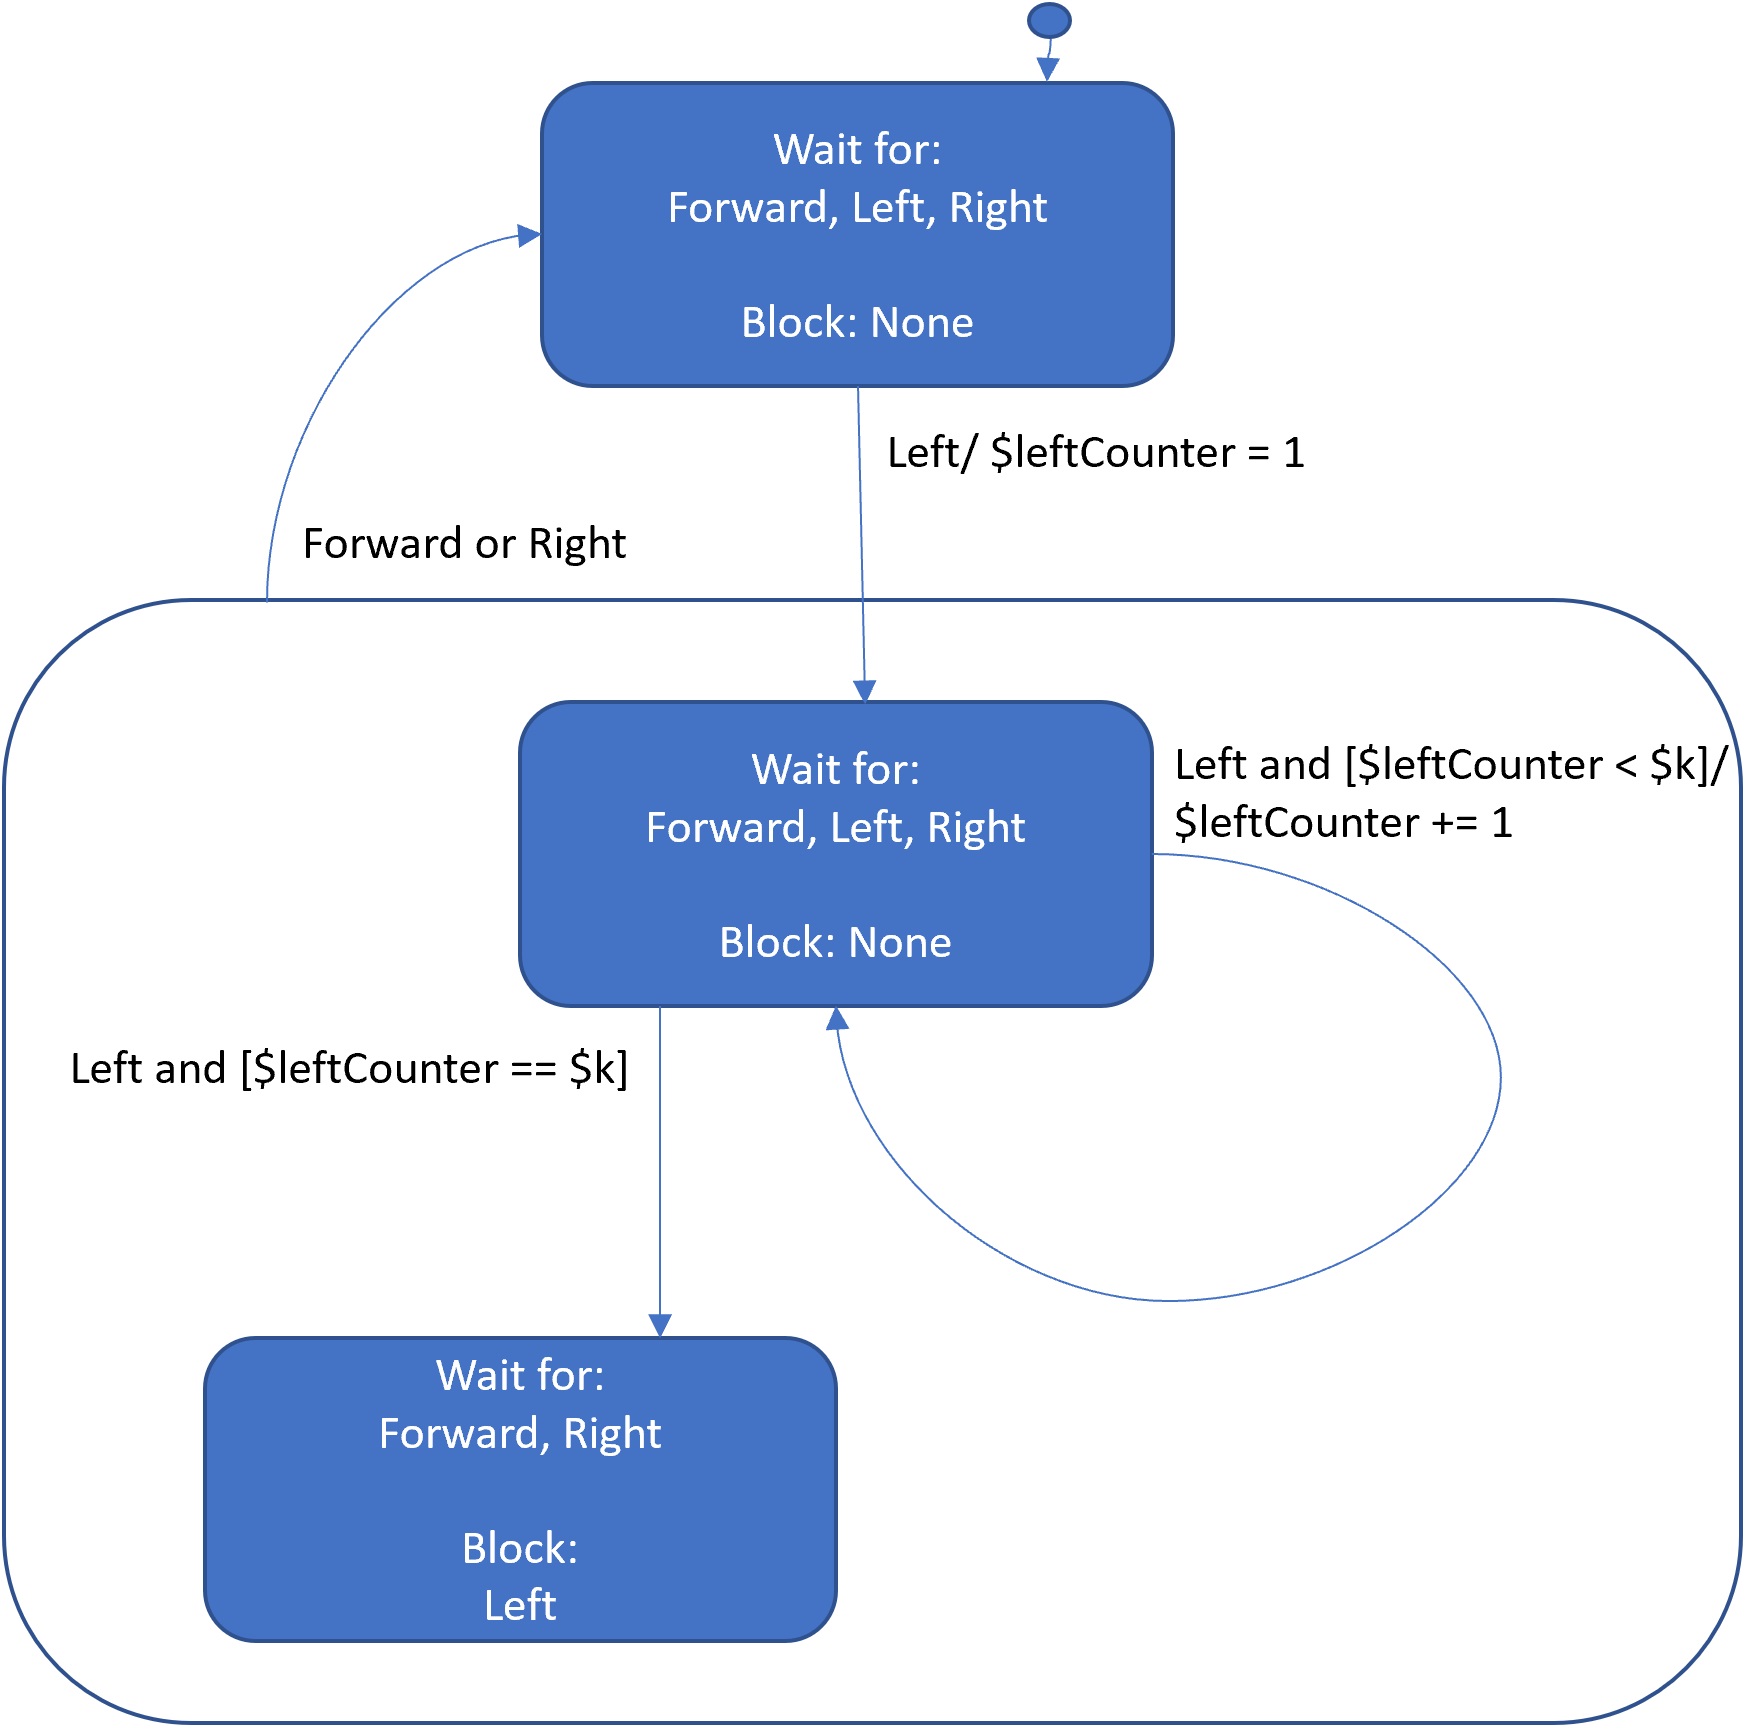 Wait for:
Forward, Left, Right
Block: None
Left/ $leftCounter = 1
Forward or Right
Wait for:
Forward, Left, Right
Block: None
Left and [$leftCounter < $k]/
$leftCounter += 1
Left and [$leftCounter == $k]
Wait for:
Forward, Right
Block:
Left